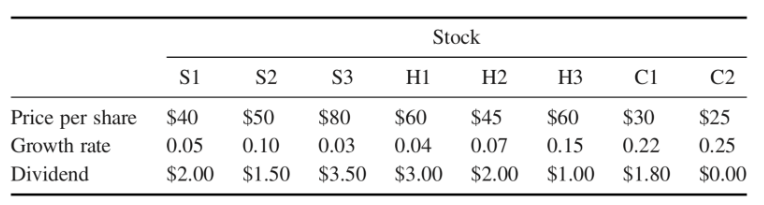 Stock
S1 S2 S3 H1 H2 H3 C1 C2
Price per share $40 $50 $80 $60 $45 $60 $30 $25
Growth rate 0.05 0.10 0.03 0.04 0.07 0.15 0.22 0.25
Dividend $2.00 $1.50 $3.50 $3.00 $2.00 $1.00 $1.80 $0.00